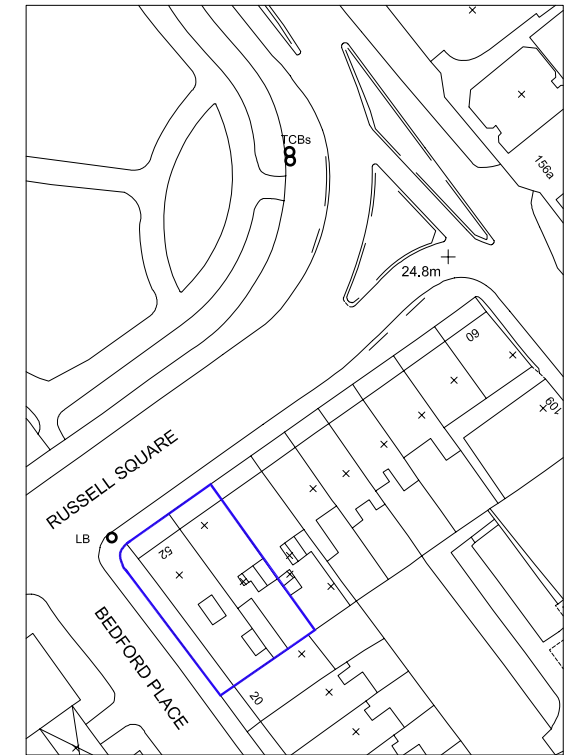 TCBs
156a
24.8m
60
109
RUSSELL SQUARE
LB
52
BEDFORD PLACE
20